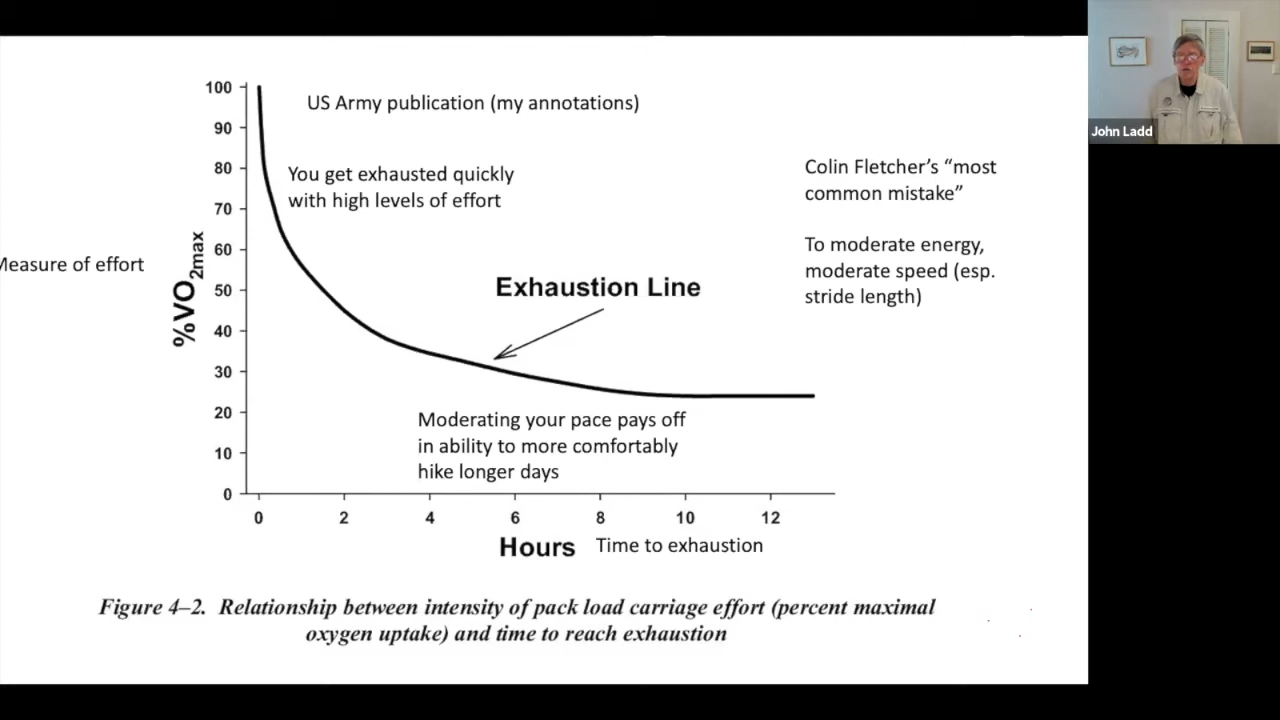 US Army publication (my annotations)
You get exhausted quickly
with high levels of effort
Colin Fletcher's “most
common mistake”
To moderate energy,
moderate speed (esp.
stride length)
Measure of effort
%VO2max
100
90
80
70
60
50
40
30
20
10
0
Exhaustion Line
Moderating your pace pays off
in ability to more comfortably
hike longer days
0 2 4 6 8 10 12
Hours Time to exhaustion
Figure 4–2. Relationship between intensity of pack load carriage effort (percent maximal
oxygen uptake) and time to reach exhaustion
John Ladd